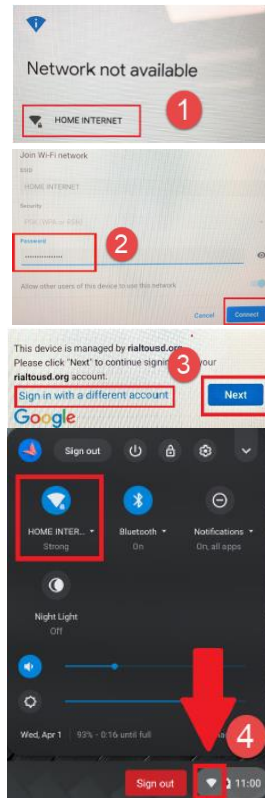 Network not available
HOME INTERNET
1
Join Wi-Fi network
SSID
HOME INTERNET
Security
Password
2
Allow other users of this device to use this network
Cancel
Connect
This device is managed by rialtousd.org
Please click "Next" to continue your
3
rialtousd.org account.
Sign in with a different account
Next
Google
Sign out
HOME INTER...
Strong
Bluetooth
On
Notifications
On, all apps
Night Light
Off
Wed, Apr 1
93% - 0:16 until full
4
Sign out
11:00